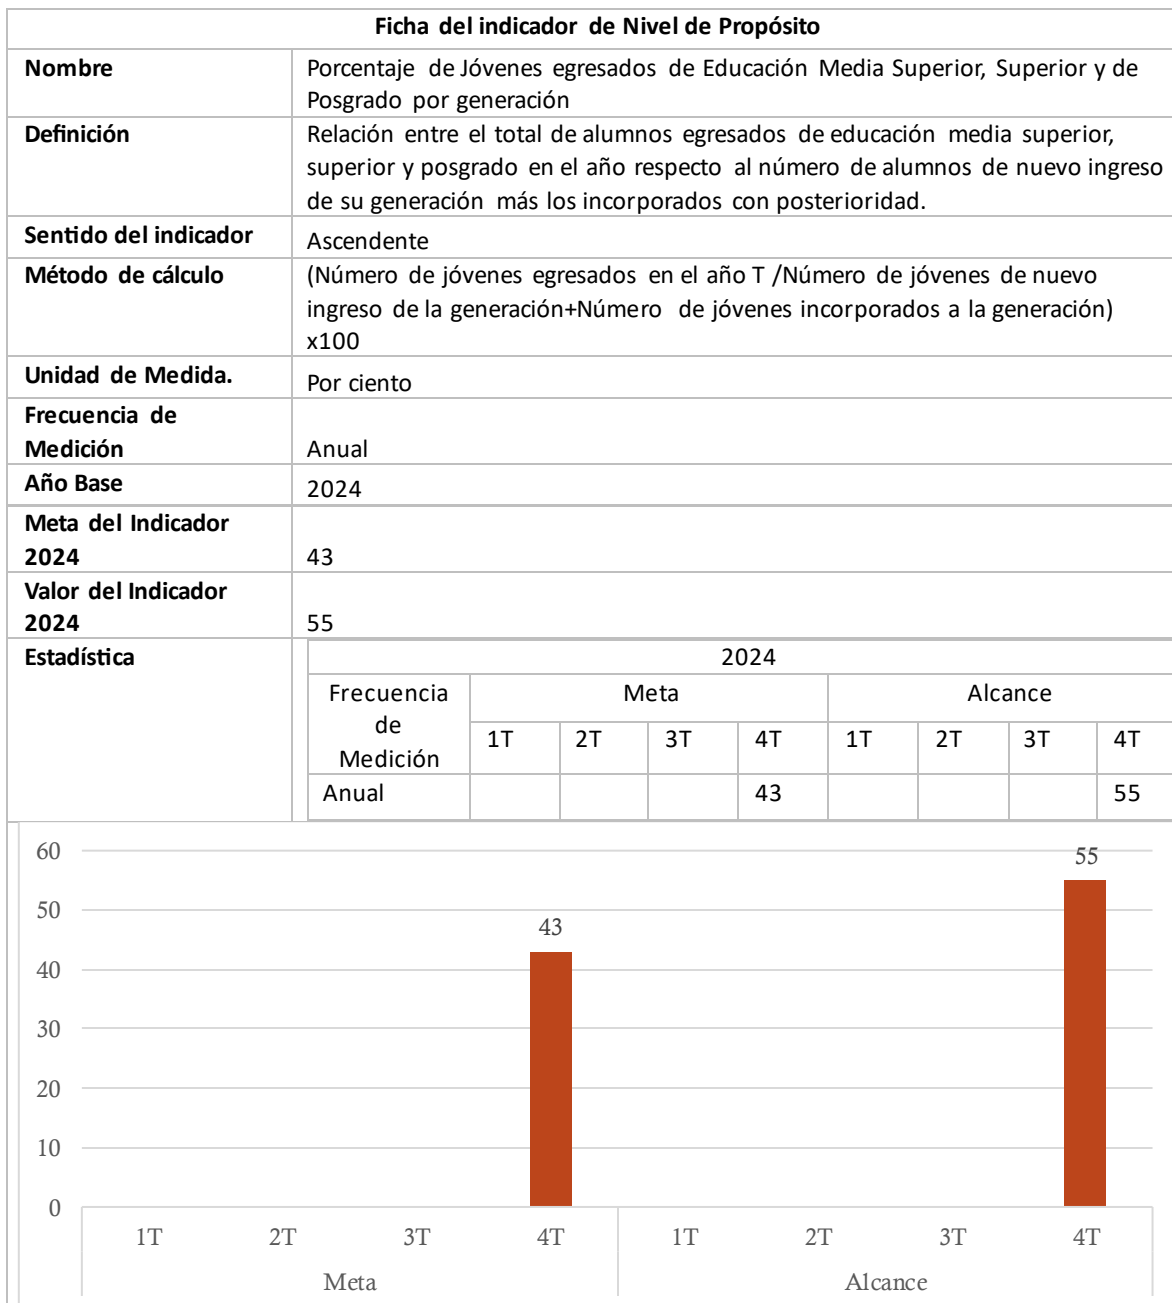 Ficha del indicador de Nivel de Propósito
Nombre
Porcentaje de Jóvenes egresados de Educación Media Superior, Superior y de
Posgrado por generación
Definición
Relación entre el total de alumnos egresados de educación media superior,
superior y posgrado en el año respecto al número de alumnos de nuevo ingreso
de su generación más los incorporados con posterioridad.
Sentido del indicador
Ascendente
Método de cálculo
(Número de jóvenes egresados en el año T /Número de jóvenes de nuevo
ingreso de la generación+Número de jóvenes incorporados a la generación)
x100
Unidad de Medida.
Por ciento
Frecuencia de
Medición
Anual
Año Base
2024
Meta del Indicador
2024
43
Valor del Indicador
2024
55
Estadística
2024
Frecuencia
de
Medición
Meta
Alcance
1T 2T 3T 4T 1T 2T 3T 4T
Anual 43 55
60
50
40
30
20
10
0
43
55
1T 2T 3T 4T 1T 2T 3T 4T
Meta Alcance